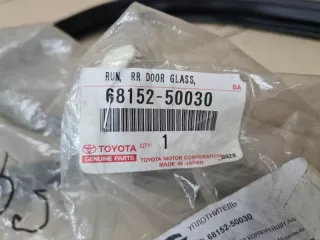 RUN, RR DOOR GLASS,
BA
68152-50030
TOYOTA
GENUINE PARTS
QTY:
1
TOYOTA MOTOR CORPORATION
MADE IN JAPAN
УПЛОТНИТЕЛЬ
68152-50030